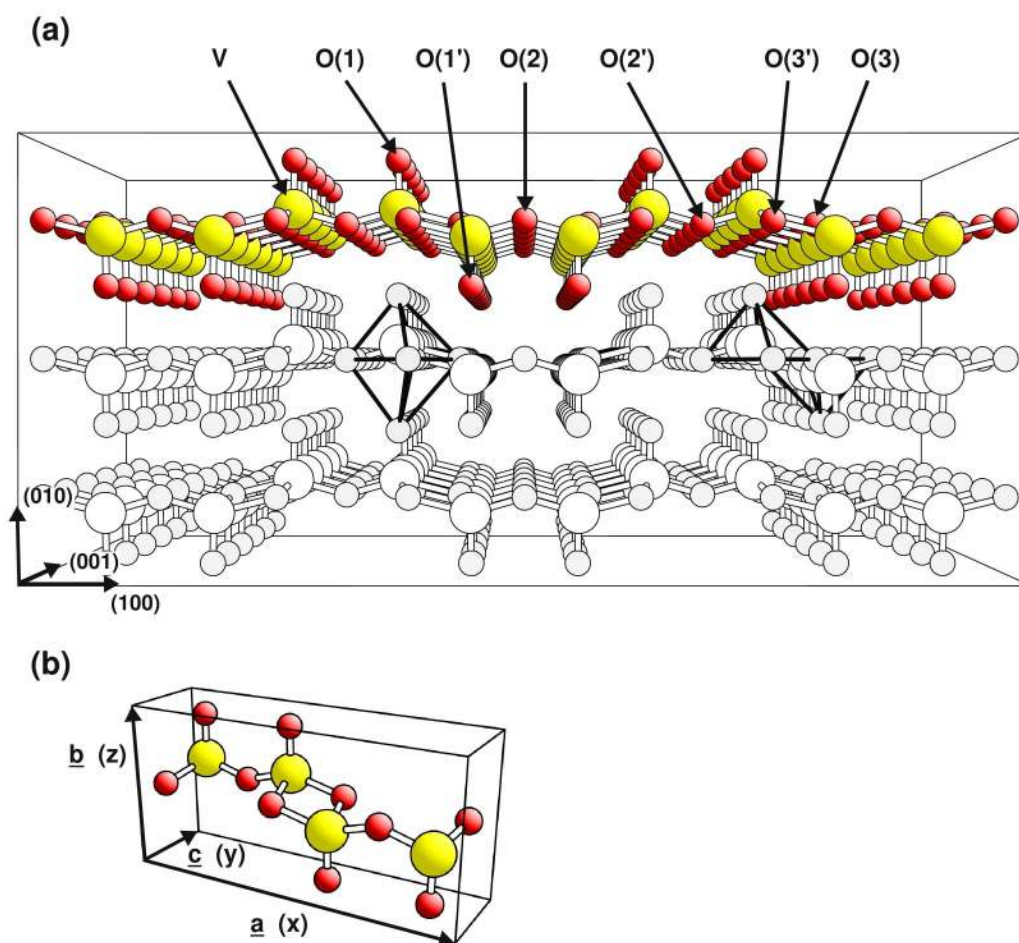 (a)
V O(1) O(1') O(2) O(2') O(3') O(3)
(010)
(001)
(100)
(b)
b (z)
c (y)
a (x)